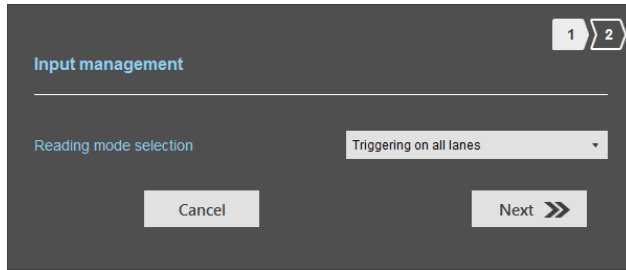 1 2
Input management
Reading mode selection Triggering on all lanes
Cancel Next